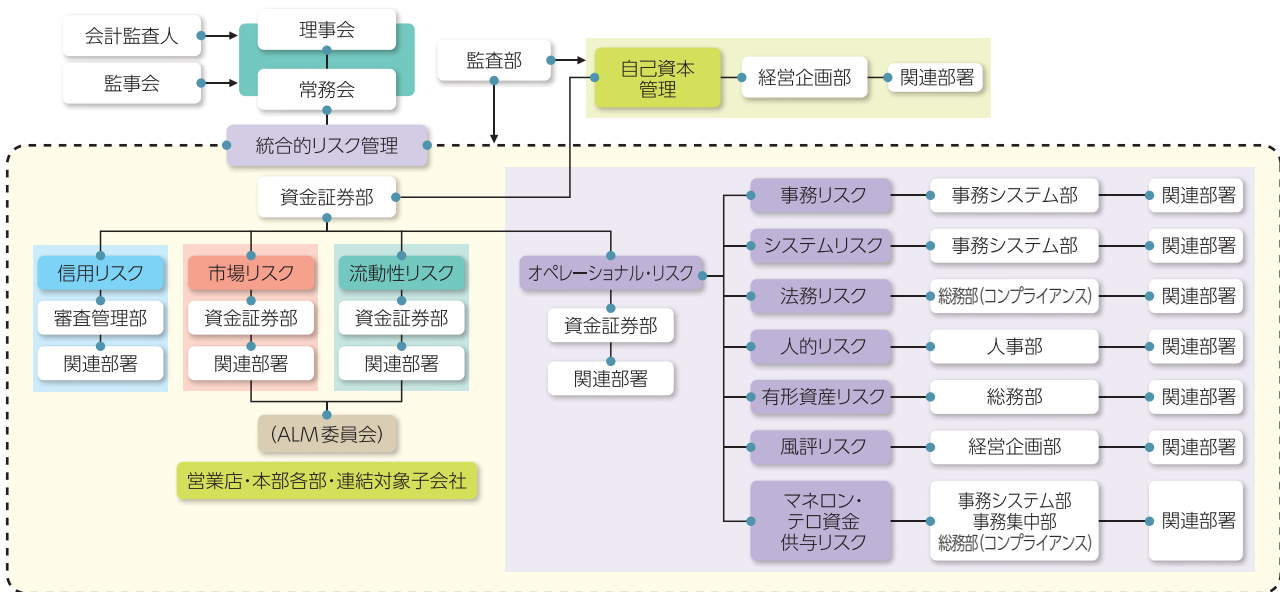 会計監査人
監事会
理事会
常務会
監査部
自己資本
管理
経営企画部
関連部署
統合的リスク管理
資金証券部
信用リスク
審査管理部
関連部署
市場リスク
資金証券部
関連部署
流動性リスク
資金証券部
関連部署
(ALM委員会)
営業店・本部各部・連結対象子会社
オペレーショナル・リスク
資金証券部
関連部署
事務リスク
事務システム部
関連部署
システムリスク
事務システム部
関連部署
法務リスク
総務部(コンプライアンス)
関連部署
人的リスク
人事部
関連部署
有形資産リスク
総務部
関連部署
風評リスク
経営企画部
関連部署
マネロン・
テロ資金
供与リスク
事務システム部
事務集中部
総務部(コンプライアンス)
関連部署